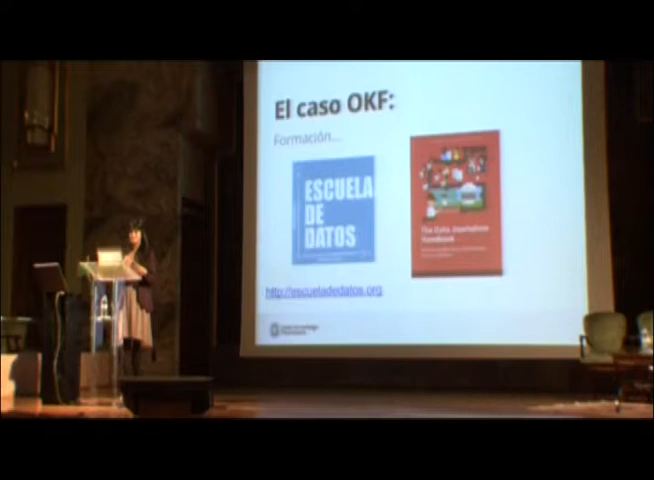 El caso OKF:
Formación...
ESCUELA
DE
DATOS
The Data Journalism
Handbook
http://escueladedatos.org